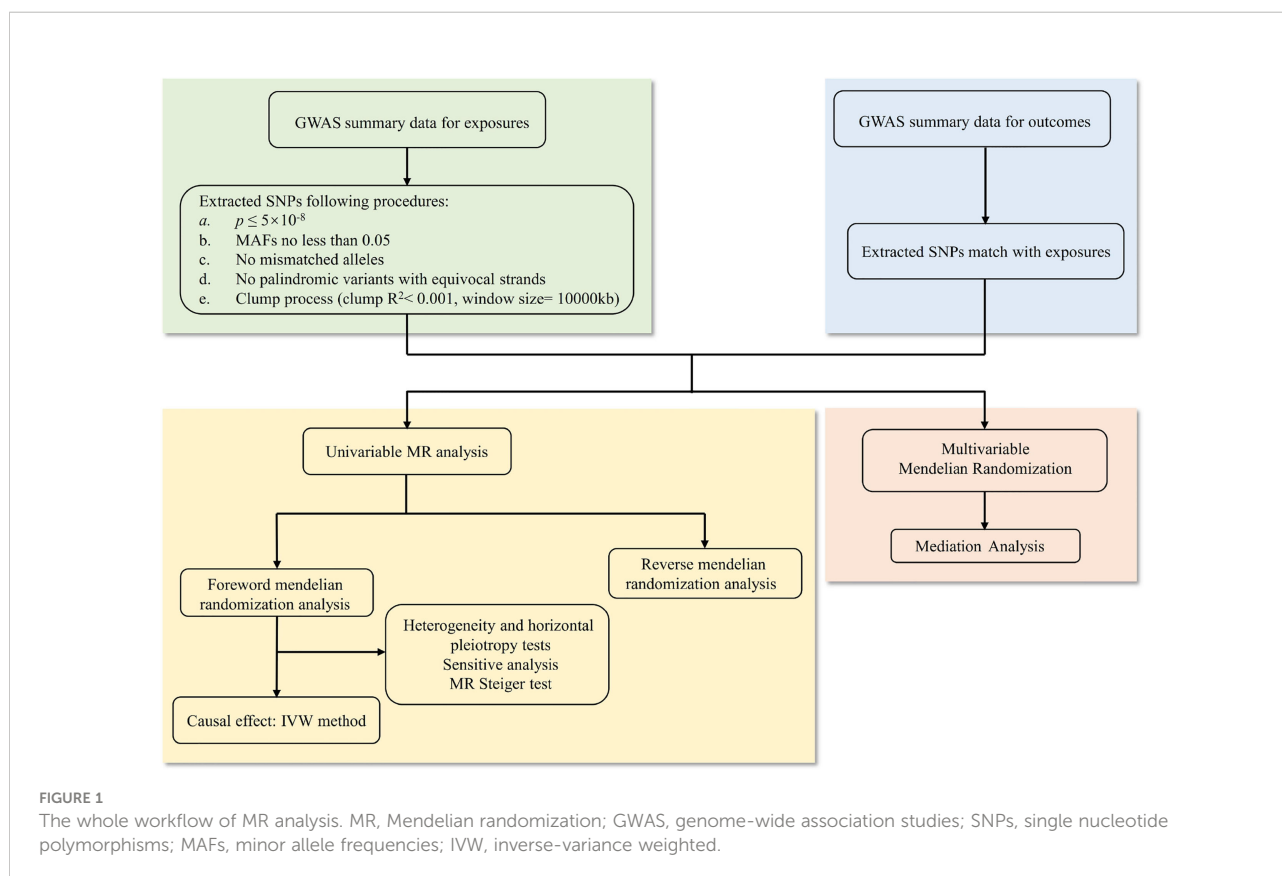 GWAS summary data for exposures
Extracted SNPs following procedures:
a. p ≤ 5×10⁻⁸
b. MAFs no less than 0.05
c. No mismatched alleles
d. No palindromic variants with equivocal strands
e. Clump process (clump R²< 0.001, window size= 10000kb)
GWAS summary data for outcomes
Extracted SNPs match with exposures
Univariable MR analysis
Foreword mendelian
randomization analysis
Heterogeneity and horizontal
pleiotropy tests
Sensitive analysis
MR Steiger test
Causal effect: IVW method
Reverse mendelian
randomization analysis
Multivariable
Mendelian Randomization
Mediation Analysis
FIGURE 1
The whole workflow of MR analysis. MR, Mendelian randomization; GWAS, genome-wide association studies; SNPs, single nucleotide
polymorphisms; MAFs, minor allele frequencies; IVW, inverse-variance weighted.